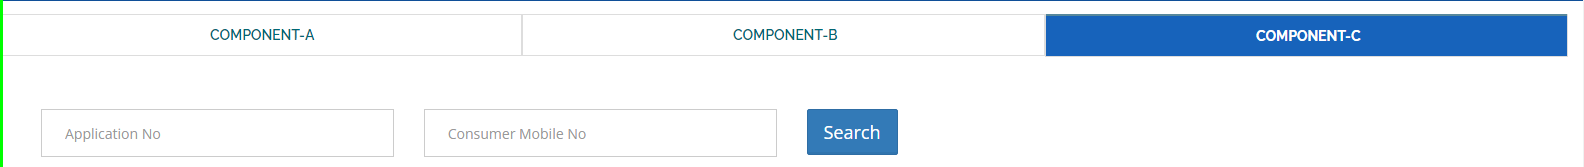 COMPONENT-A COMPONENT-B COMPONENT-C
Application No Consumer Mobile No Search